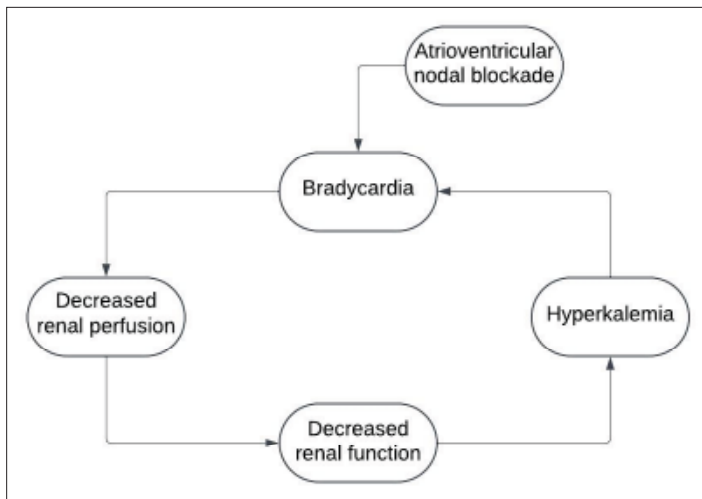 Atrioventricular
nodal blockade
Bradycardia
Decreased
renal perfusion
Hyperkalemia
Decreased
renal function